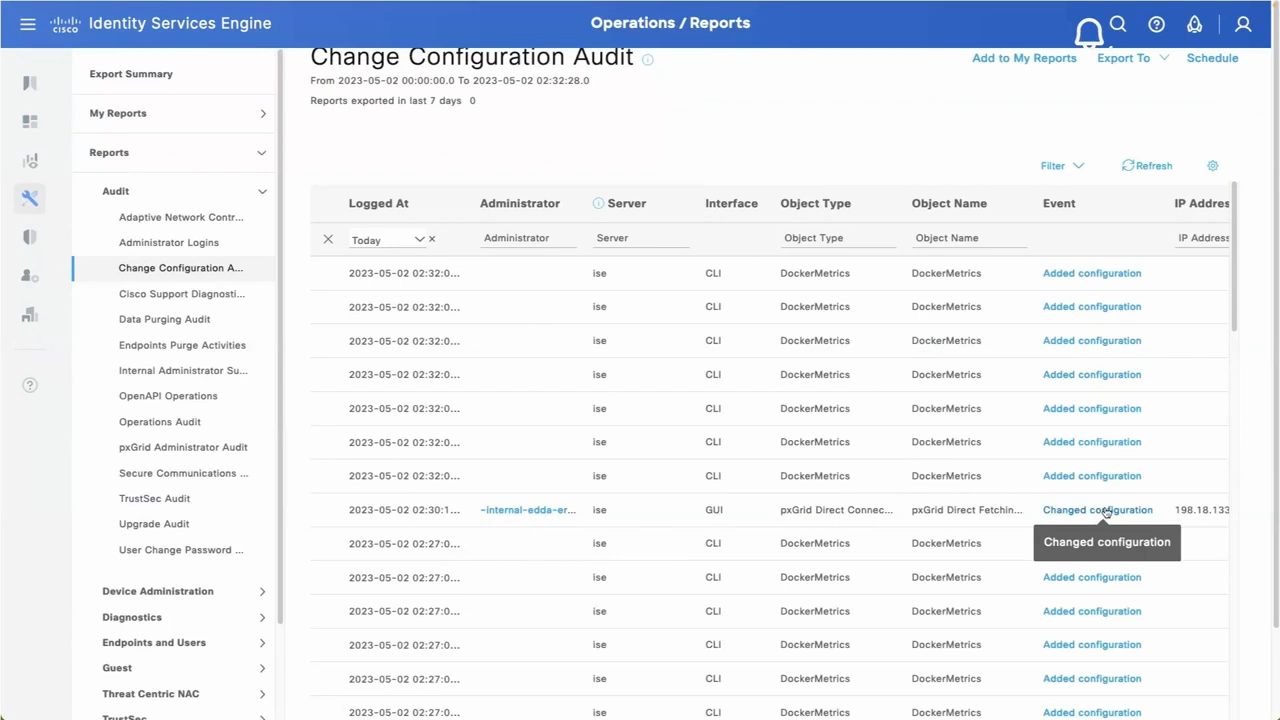 cisco Identity Services Engine
Operations / Reports
Export Summary
My Reports
Reports
Audit
Adaptive Network Contr...
Administrator Logins
Change Configuration A...
Cisco Support Diagnosti...
Data Purging Audit
Endpoints Purge Activities
Internal Administrator Su...
OpenAPI Operations
Operations Audit
pxGrid Administrator Audit
Secure Communications ...
TrustSec Audit
Upgrade Audit
User Change Password ...
Device Administration
Diagnostics
Endpoints and Users
Guest
Threat Centric NAC
TrustSec
Change Configuration Audit
Add to My Reports Export To Schedule
From 2023-05-02 00:00:00.0 To 2023-05-02 02:32:28.0
Reports exported in last 7 days 0
Filter Refresh
Logged At Administrator Server Interface Object Type Object Name Event IP Addres
Today Administrator Server Object Type Object Name IP Address
2023-05-02 02:32:0... ise CLI DockerMetrics DockerMetrics Added configuration
2023-05-02 02:32:0... ise CLI DockerMetrics DockerMetrics Added configuration
2023-05-02 02:32:0... ise CLI DockerMetrics DockerMetrics Added configuration
2023-05-02 02:32:0... ise CLI DockerMetrics DockerMetrics Added configuration
2023-05-02 02:32:0... ise CLI DockerMetrics DockerMetrics Added configuration
2023-05-02 02:32:0... ise CLI DockerMetrics DockerMetrics Added configuration
2023-05-02 02:32:0... ise CLI DockerMetrics DockerMetrics Added configuration
2023-05-02 02:30:1... ~internal-edda-er... ise GUI pxGrid Direct Connec... pxGrid Direct Fetchin... Changed configuration 198.18.133
2023-05-02 02:27:0... ise CLI DockerMetrics DockerMetrics
Changed configuration
2023-05-02 02:27:0... ise CLI DockerMetrics DockerMetrics Added configuration
2023-05-02 02:27:0... ise CLI DockerMetrics DockerMetrics Added configuration
2023-05-02 02:27:0... ise CLI DockerMetrics DockerMetrics Added configuration
2023-05-02 02:27:0... ise CLI DockerMetrics DockerMetrics Added configuration
2023-05-02 02:27:0... ise CLI DockerMetrics DockerMetrics Added configuration